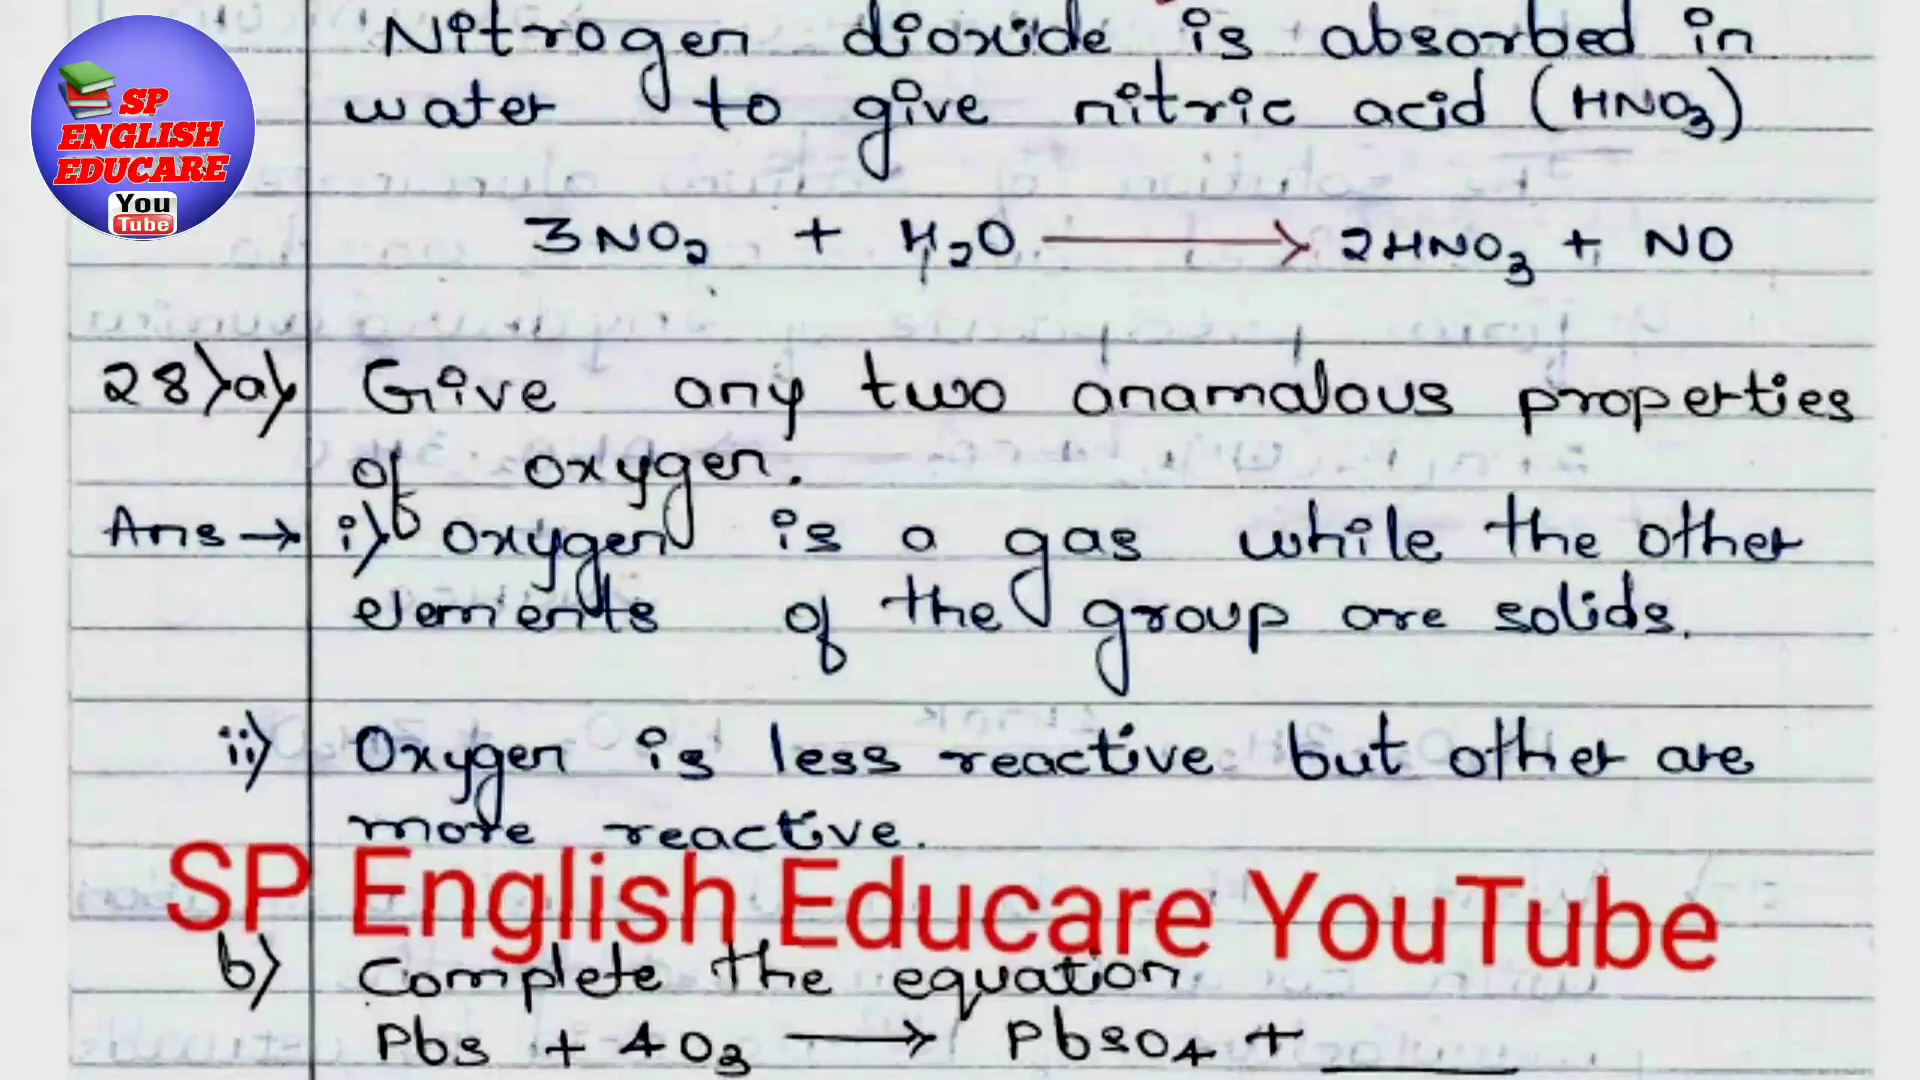 SP
ENGLISH
EDUCARE
You
Tube
Nitrogen dioxide is absorbed in
water to give nitric acid (HNO₃)
3NO₂ + H₂O ⟶ 2HNO₃ + NO
28) a) Give any two anamalous properties
of oxygen.
Ans → i) Oxygen is a gas while the other
elements of the group are solids.
ii) Oxygen is less reactive but other are
more reactive.
SP English Educare YouTube
b) Complete the equation
Pbs + 4O₃ ⟶ PbSO₄ + ____